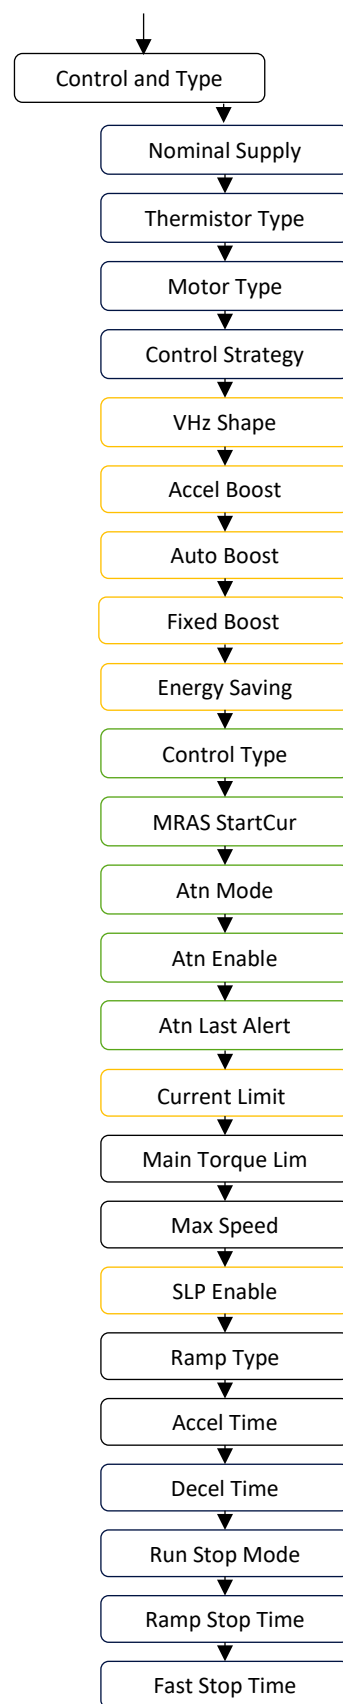 Control and Type
Nominal Supply
Thermistor Type
Motor Type
Control Strategy
VHz Shape
Accel Boost
Auto Boost
Fixed Boost
Energy Saving
Control Type
MRAS StartCur
Atn Mode
Atn Enable
Atn Last Alert
Current Limit
Main Torque Lim
Max Speed
SLP Enable
Ramp Type
Accel Time
Decel Time
Run Stop Mode
Ramp Stop Time
Fast Stop Time